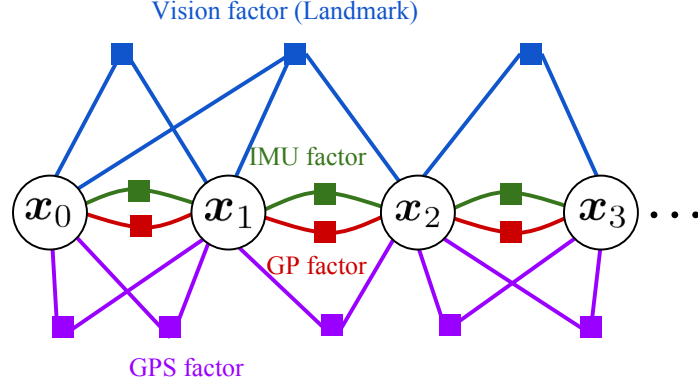 Vision factor (Landmark)
IMU factor
x₀ x₁ x₂ x₃ ...
GP factor
GPS factor